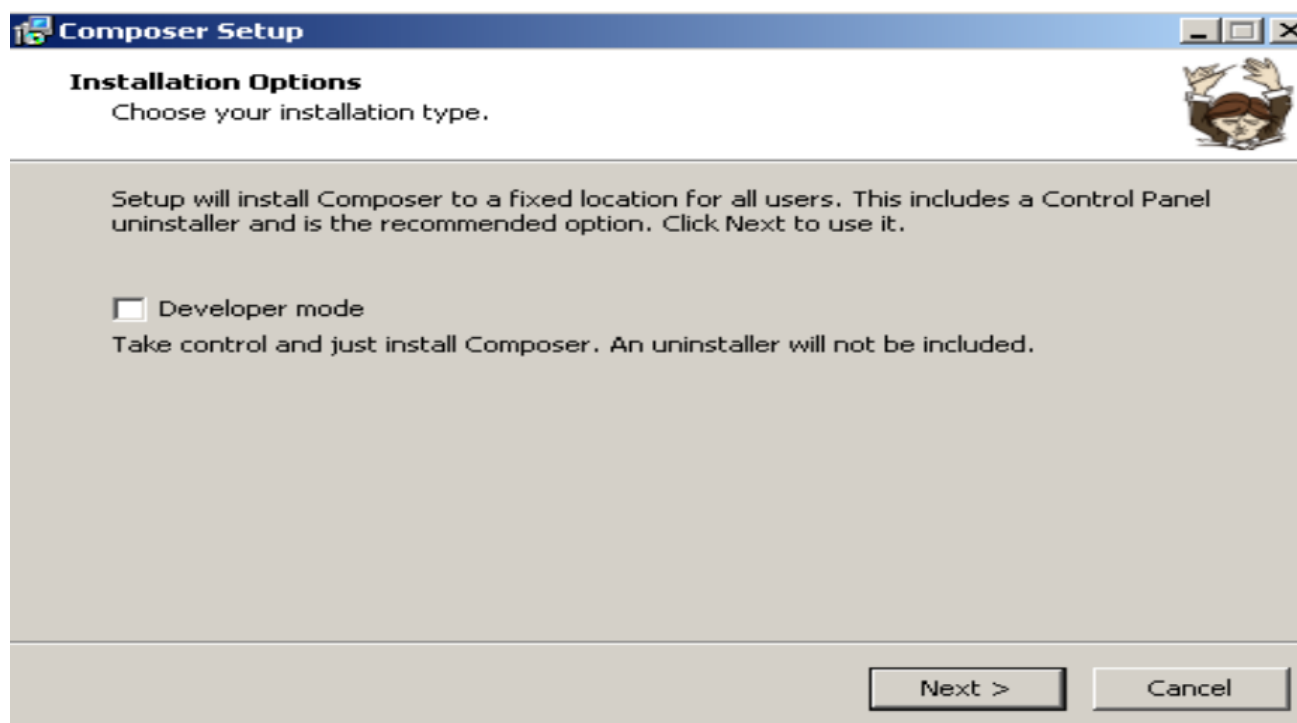 Composer Setup
Installation Options
Choose your installation type.
Setup will install Composer to a fixed location for all users. This includes a Control Panel
uninstaller and is the recommended option. Click Next to use it.
Developer mode
Take control and just install Composer. An uninstaller will not be included.
Next >
Cancel